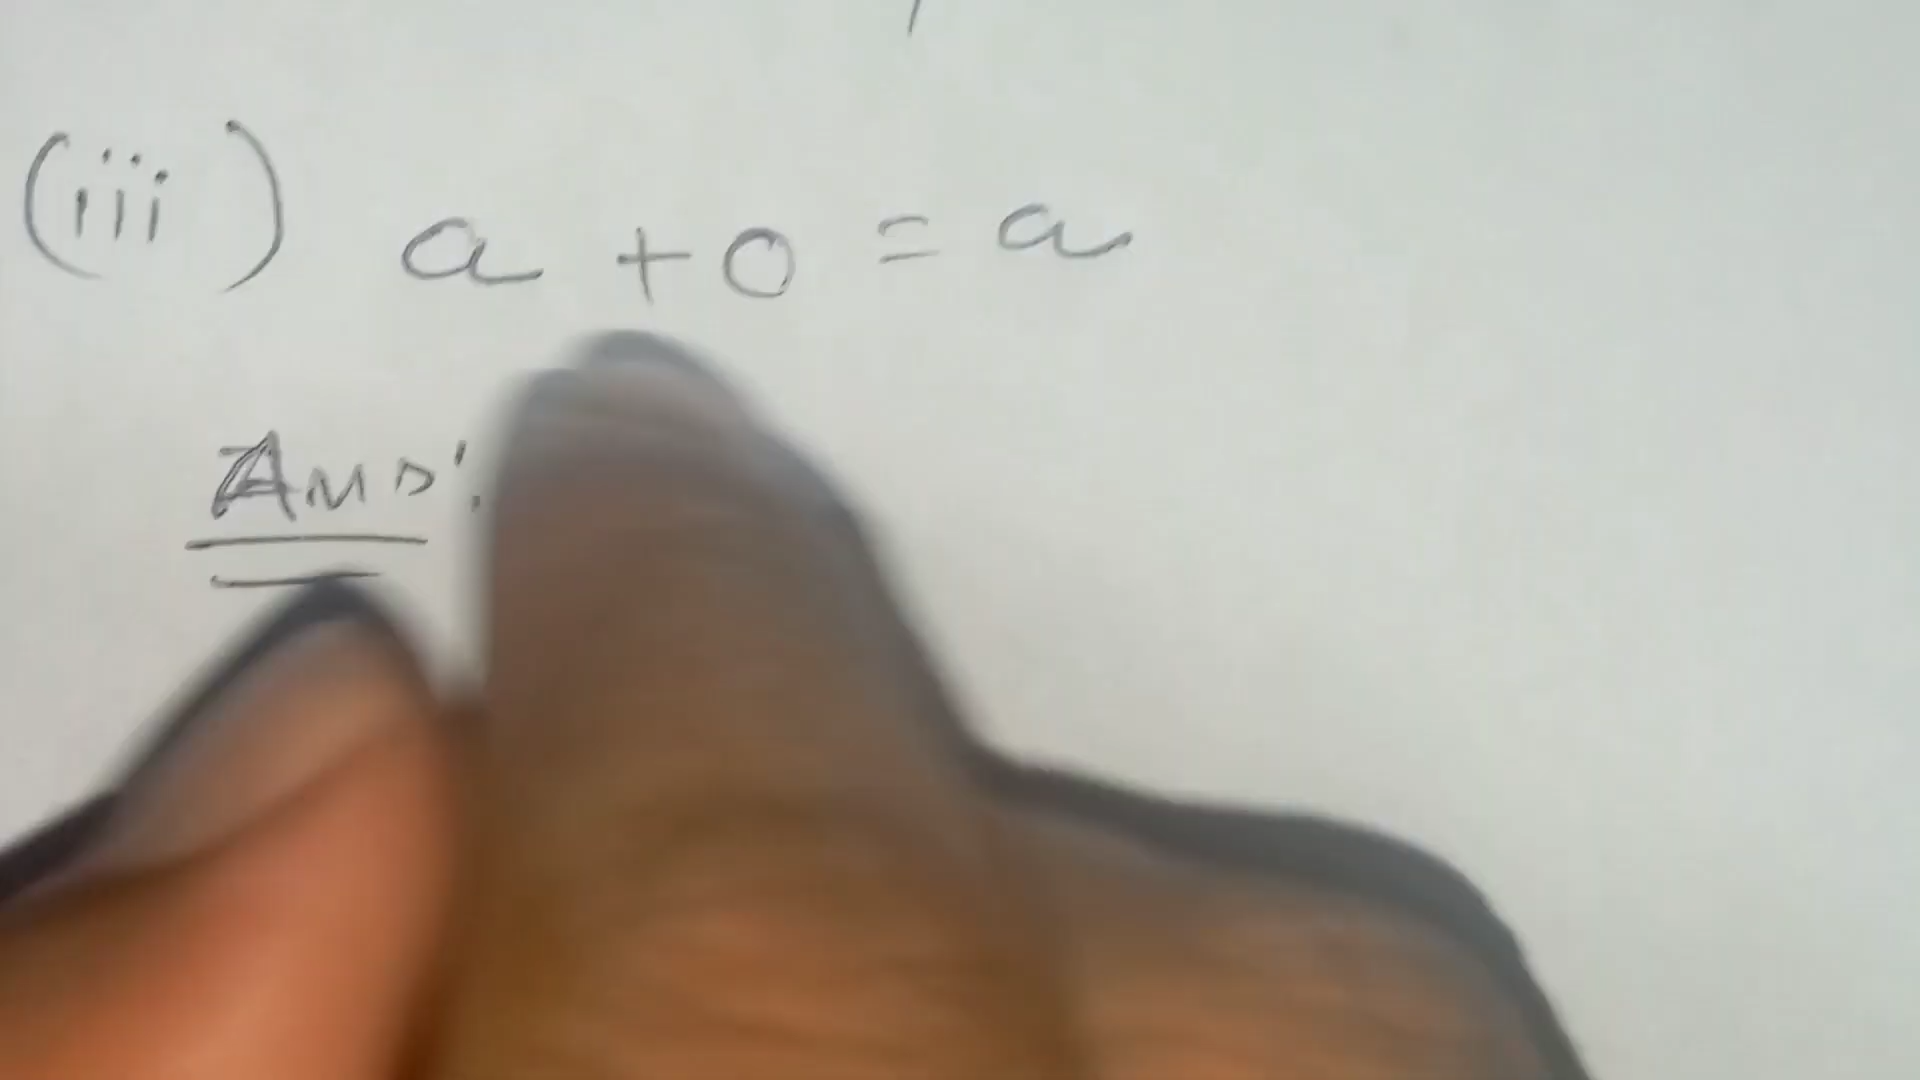 (iii) a + 0 = a
Ans: